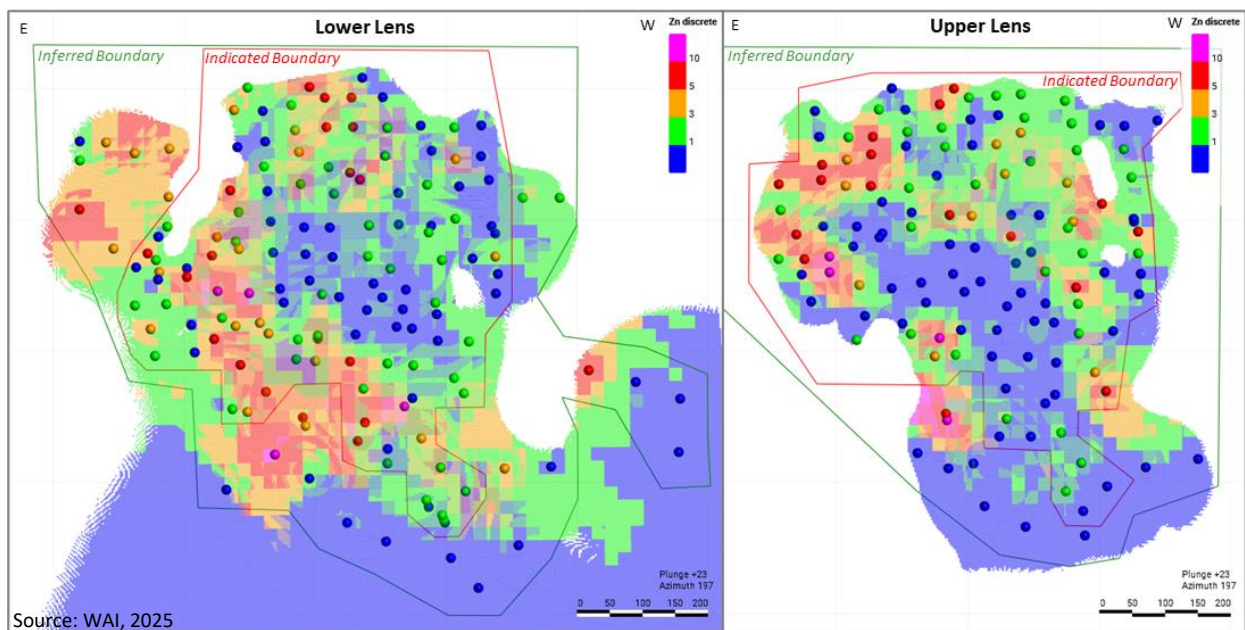 E
Lower Lens
W
Zn discrete
Inferred Boundary
Indicated Boundary
10
5
3
1
Plunge +23
Azimuth 197
0 50 100 150 200
Source: WAI, 2025
E
Upper Lens
W
Zn discrete
Inferred Boundary
Indicated Boundary
10
5
3
1
Plunge +23
Azimuth 197
0 50 100 150 200